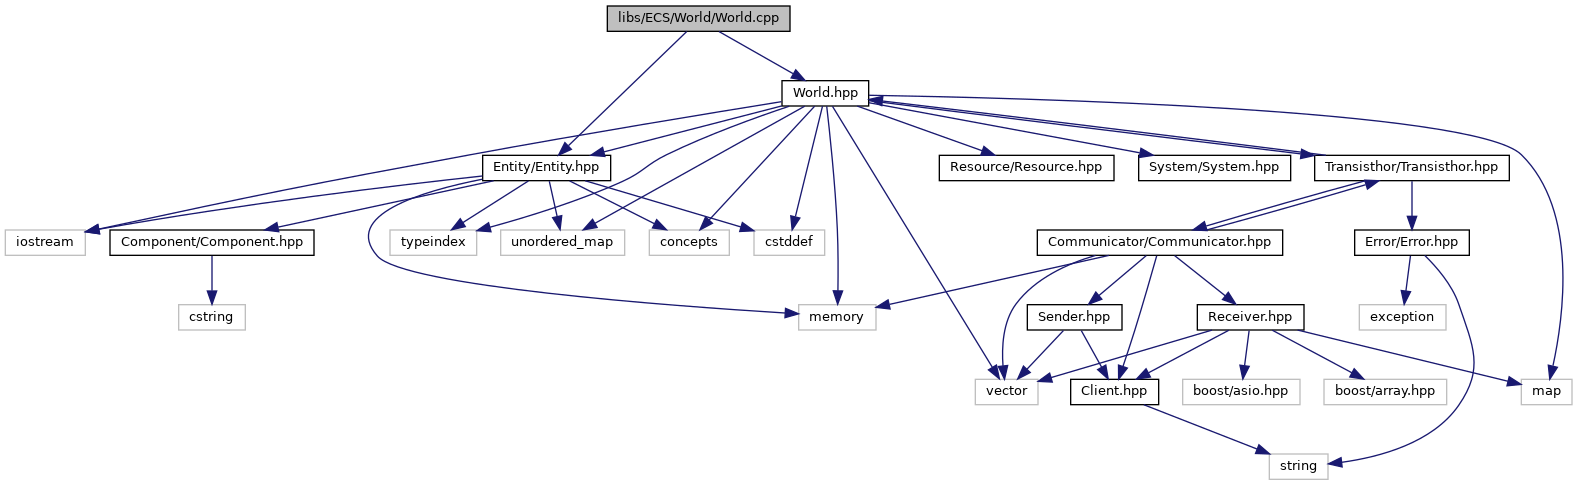 libs/ECS/World/World.cpp
World.hpp
Entity/Entity.hpp
Resource/Resource.hpp
System/System.hpp
Transisthor/Transisthor.hpp
iostream
Component/Component.hpp
typeindex
unordered_map
concepts
cstddef
Communicator/Communicator.hpp
Error/Error.hpp
cstring
memory
Sender.hpp
Receiver.hpp
exception
vector
Client.hpp
boost/asio.hpp
boost/array.hpp
map
string